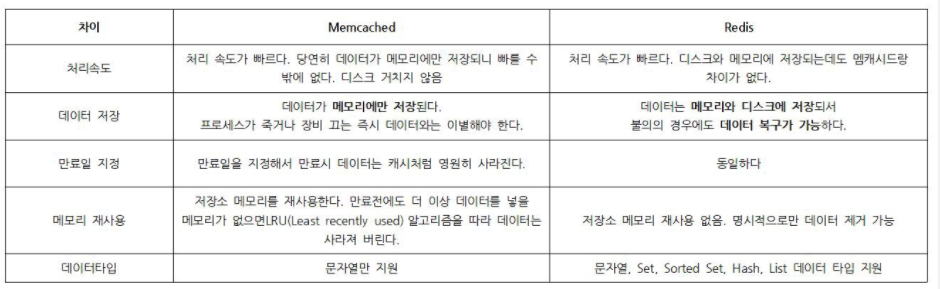 차이
Memcached
Redis
처리속도
처리 속도가 빠르다. 당연히 데이터가 메모리에만 저장되니 빠를 수
밖에 없다. 디스크 거치지 않음
처리 속도가 빠르다. 디스크와 메모리에 저장되는데도 멤캐시드랑
차이가 없다.
데이터 저장
데이터가 메모리에만 저장된다.
프로세스가 죽거나 장비 끄는 즉시 데이터와는 이별해야 한다.
데이터는 메모리와 디스크에 저장되서
불의의 경우에도 데이터 복구가 가능하다.
만료일 지정
만료일을 지정해서 만료시 데이터는 캐시처럼 영원히 사라진다.
동일하다
메모리 재사용
저장소 메모리를 재사용한다. 만료전에도 더 이상 데이터를 넣을
메모리가 없으면LRU(Least recently used) 알고리즘을 따라 데이터는
사라져 버린다.
저장소 메모리 재사용 없음. 명시적으로만 데이터 제거 가능
데이터타입
문자열만 지원
문자열, Set, Sorted Set, Hash, List 데이터 타입 지원